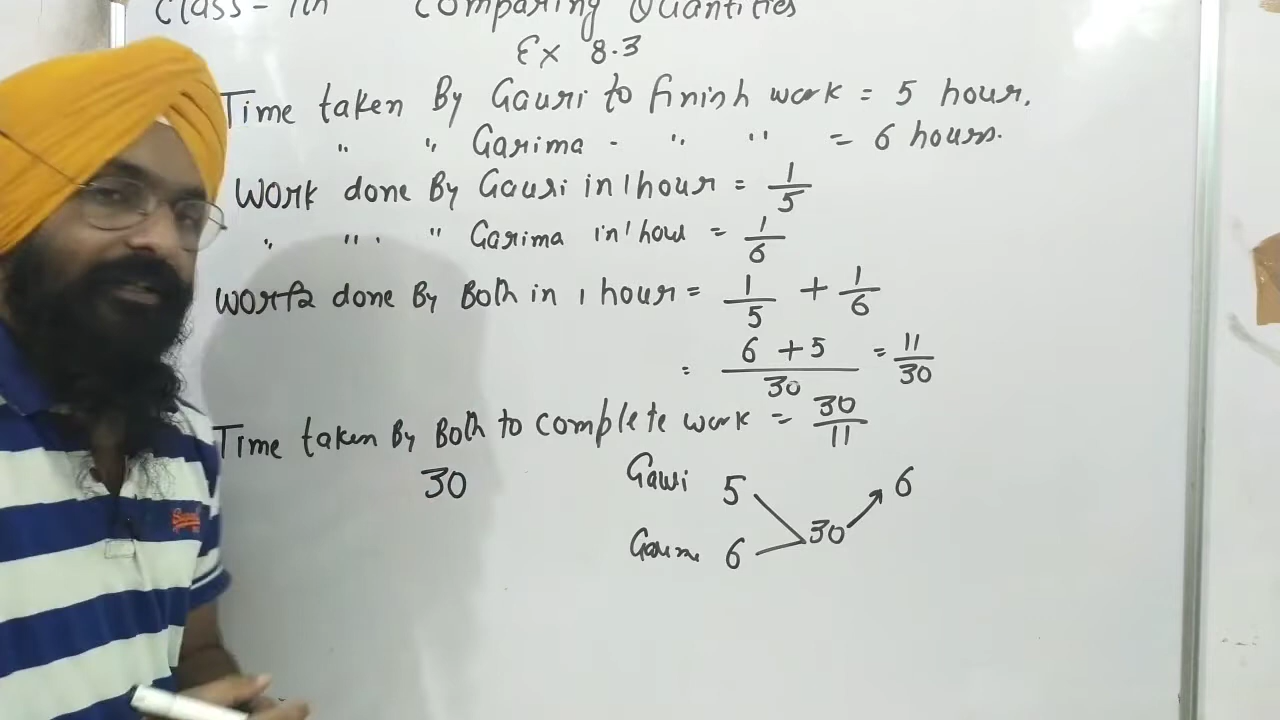 Class - 7th Comparing Quantities
Ex 8.3
Time taken By Gauri to finish work = 5 hour.
" " Garima - " " = 6 hours.
Work done By Gauri in 1 hour = 1/5
" " " " Garima in 1 hour = 1/6
Work done By Both in 1 hour = 1/5 + 1/6
= 6 + 5/30 = 11/30
Time taken By Both to complete work = 30/11
30 Gauri 5 6
30
Garima 6